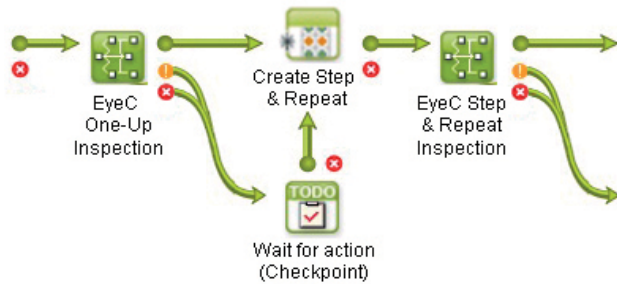 EyeC
One-Up
Inspection
Create Step
& Repeat
EyeC Step
& Repeat
Inspection
TODO
Wait for action
(Checkpoint)